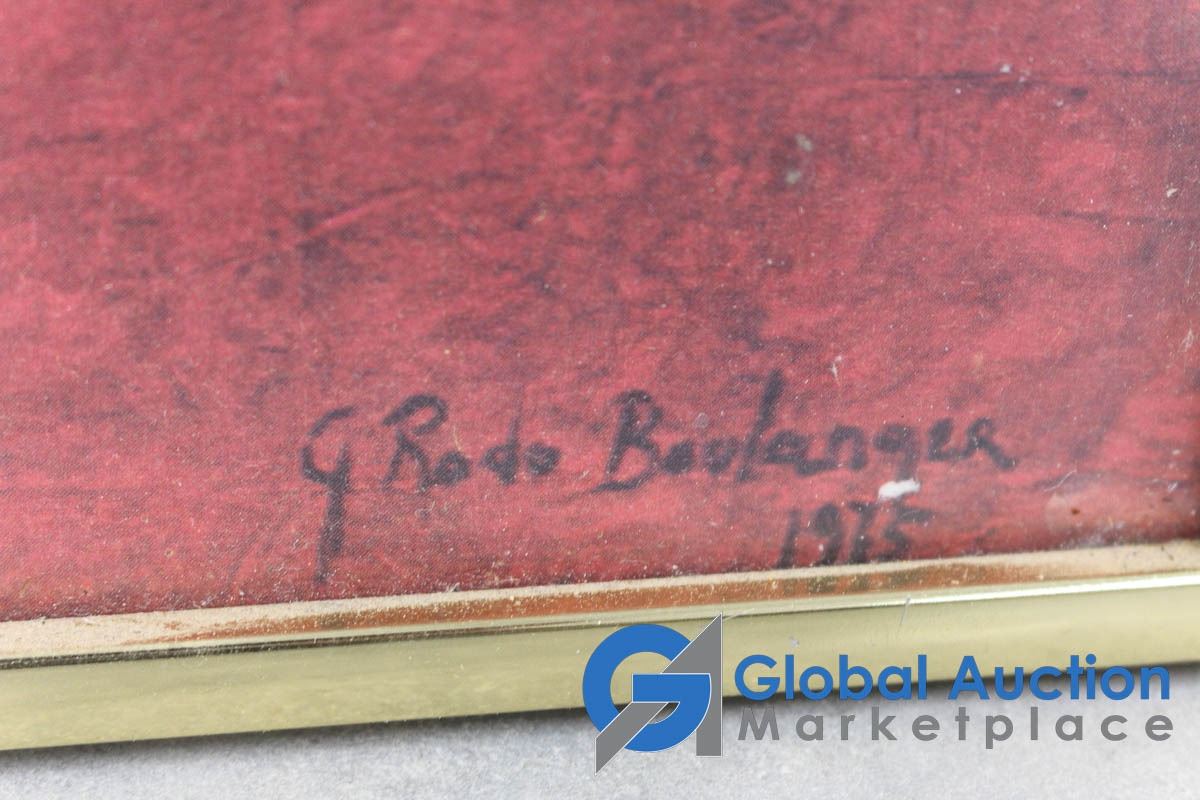 G Rodo Boulanger
1975
Global Auction
Marketplace